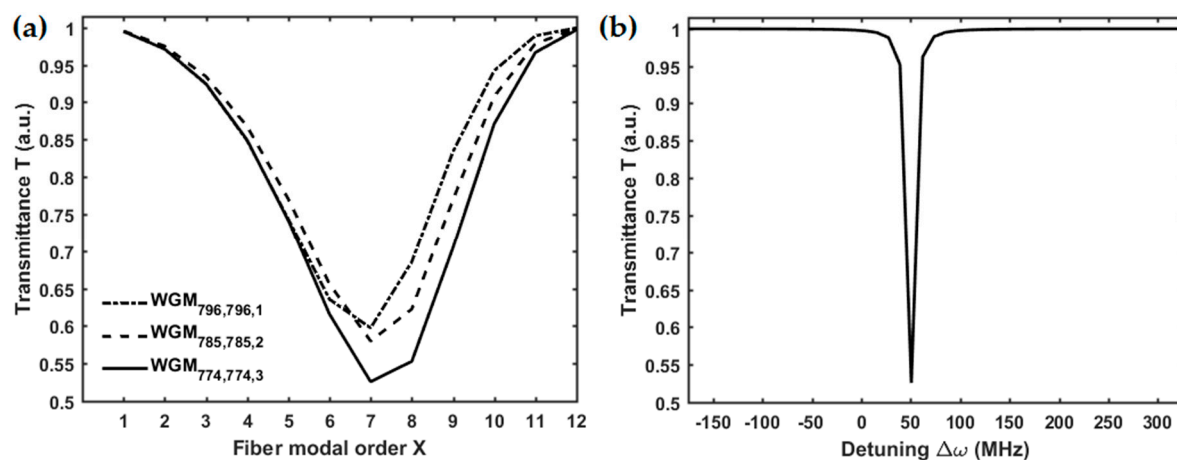 (a)
1
0.95
0.9
0.85
0.8
0.75
0.7
0.65
0.6
0.55
0.5
Transmittance T (a.u.)
WGM796,796,1
WGM785,785,2
WGM774,774,3
1 2 3 4 5 6 7 8 9 10 11 12
Fiber modal order X
(b)
1
0.95
0.9
0.85
0.8
0.75
0.7
0.65
0.6
0.55
0.5
Transmittance T (a.u.)
-150 -100 -50 0 50 100 150 200 250 300
Detuning Δω (MHz)